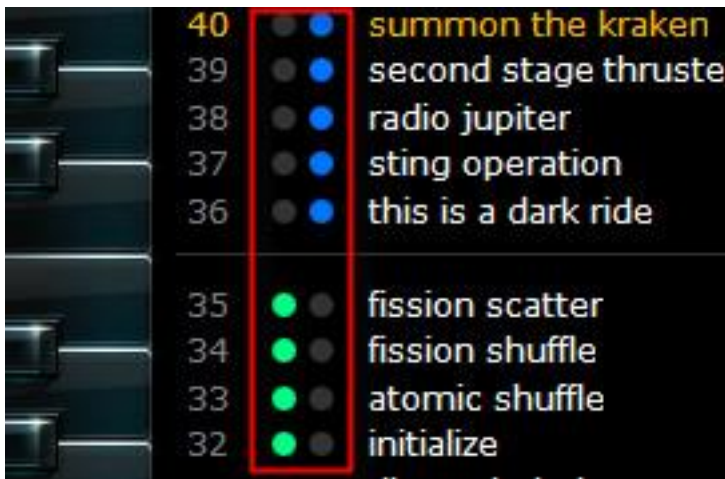 40 summon the kraken
39 second stage thruste
38 radio jupiter
37 sting operation
36 this is a dark ride
35 fission scatter
34 fission shuffle
33 atomic shuffle
32 initialize